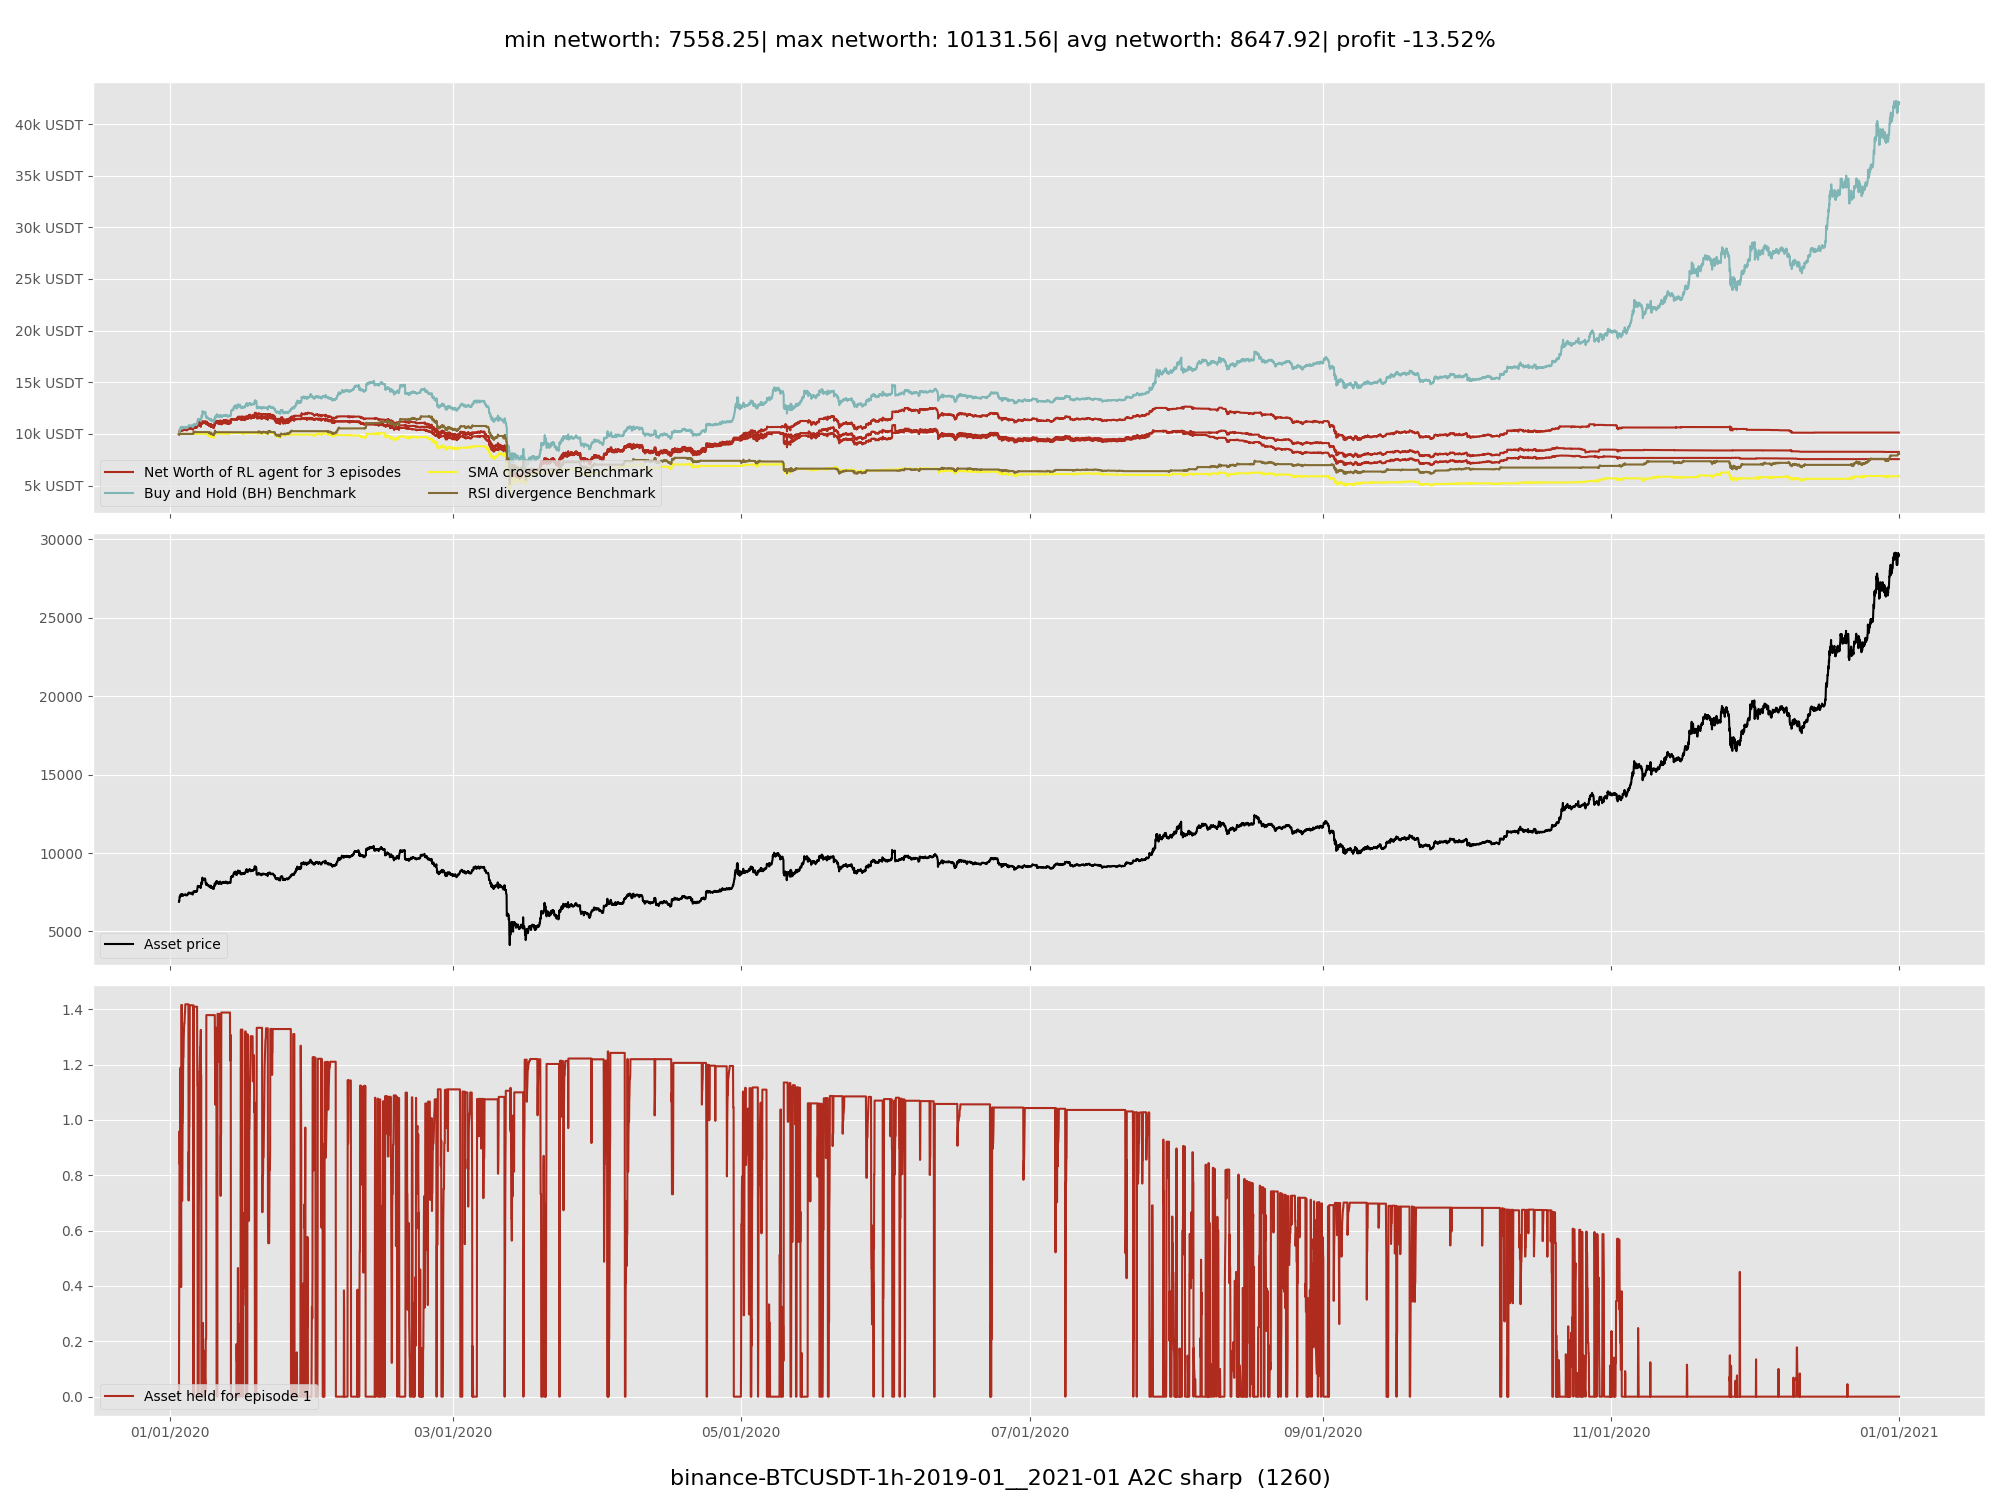 min networth: 7558.25| max networth: 10131.56| avg networth: 8647.92| profit -13.52%
40k USDT
35k USDT
30k USDT
25k USDT
20k USDT
15k USDT
10k USDT
5k USDT
Net Worth of RL agent for 3 episodes
Buy and Hold (BH) Benchmark
SMA crossover Benchmark
RSI divergence Benchmark
30000
25000
20000
15000
10000
5000
Asset price
1.4
1.2
1.0
0.8
0.6
0.4
0.2
0.0
Asset held for episode 1
01/01/2020 03/01/2020 05/01/2020 07/01/2020 09/01/2020 11/01/2020 01/01/2021
binance-BTCUSDT-1h-2019-01__2021-01 A2C sharp  (1260)